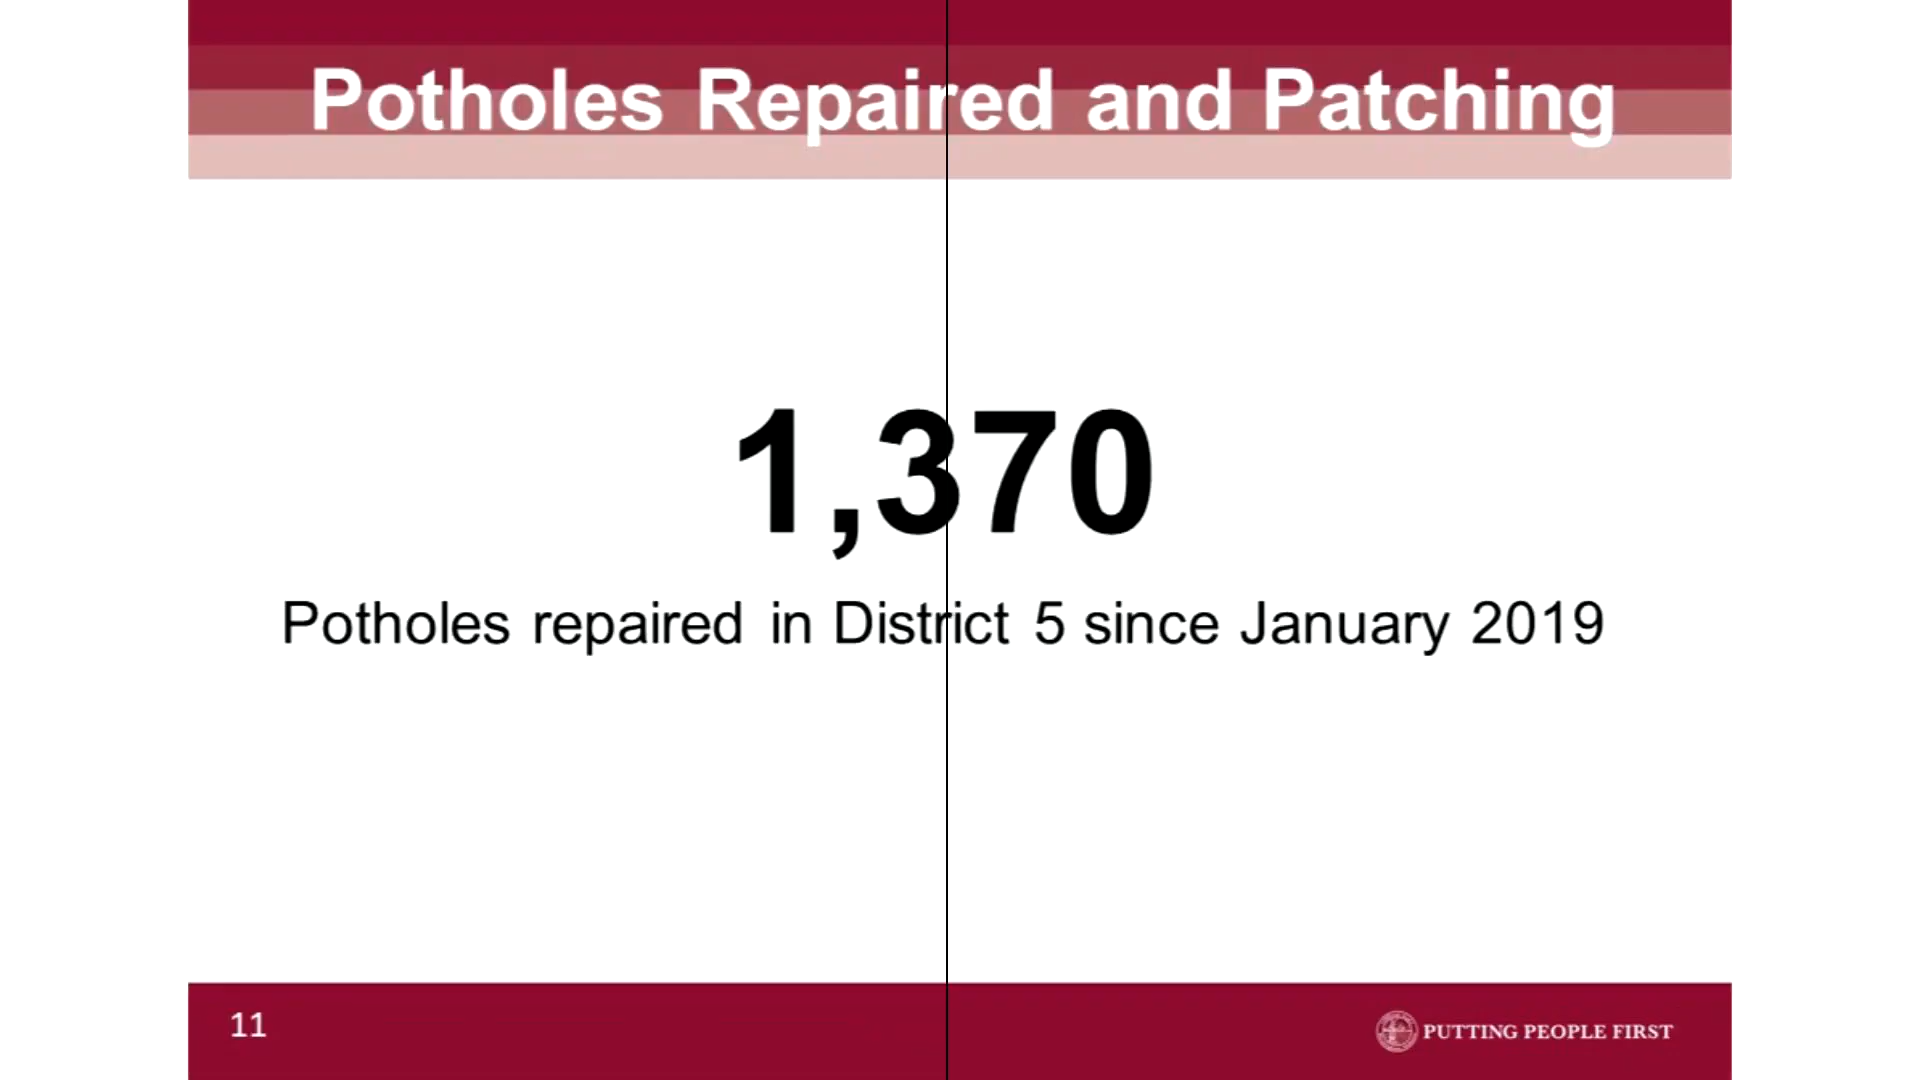 Potholes Repaired and Patching
1,370
Potholes repaired in District 5 since January 2019
11
PUTTING PEOPLE FIRST